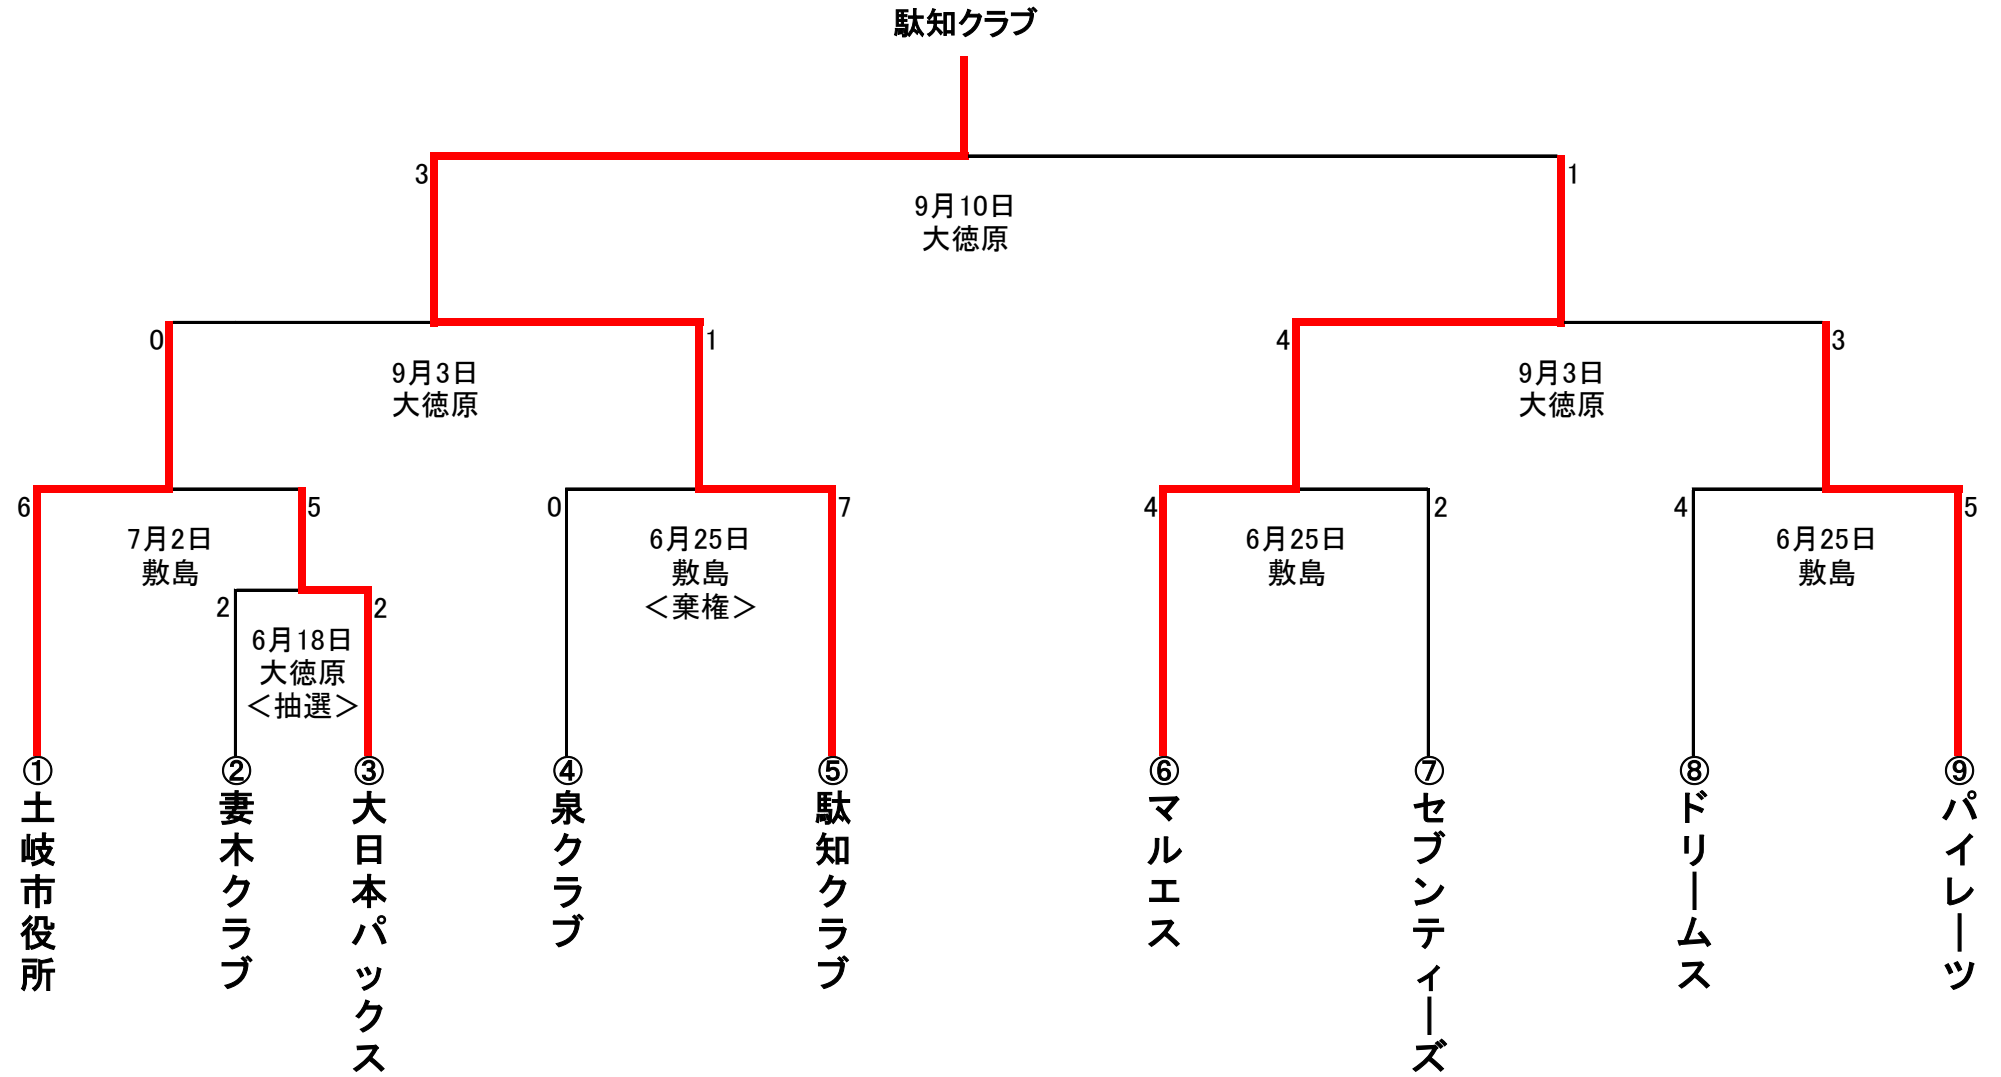 駄知クラブ
3
1
9月10日
大徳原
0
1
4
3
9月3日
大徳原
9月3日
大徳原
6
5
0
7
4
2
4
5
7月2日
敷島
6月25日
敷島
＜棄権＞
6月25日
敷島
6月25日
敷島
2
2
6月18日
大徳原
＜抽選＞
①土岐市役所
②妻木クラブ
③大日本パックス
④泉クラブ
⑤駄知クラブ
⑥マルエス
⑦セブンティーズ
⑧ドリームス
⑨パイレーツ